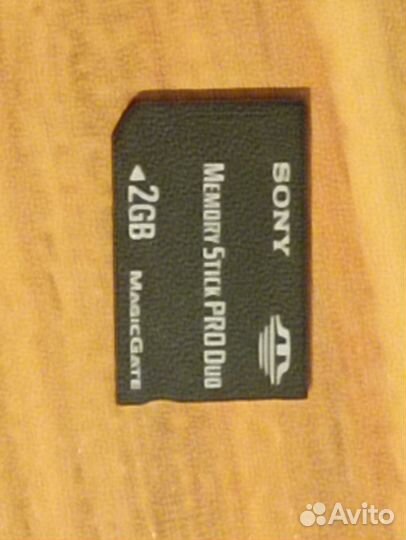 SONY
MEMORY STICK PRO DUO
◄2GB MAGICGATE
Avito